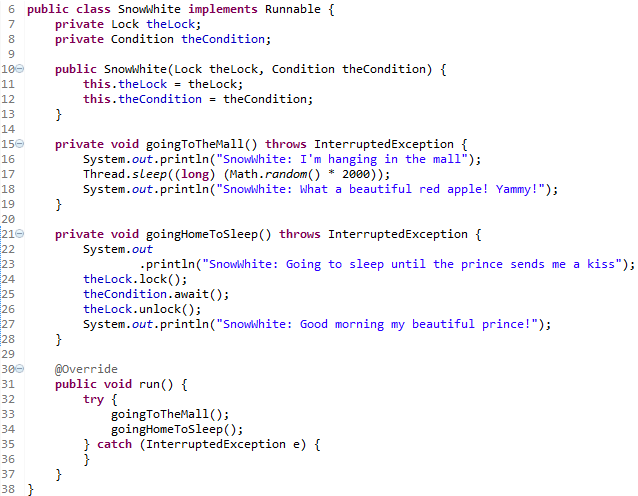 6 public class SnowWhite implements Runnable {
7     private Lock theLock;
8     private Condition theCondition;
9
10     public SnowWhite(Lock theLock, Condition theCondition) {
11         this.theLock = theLock;
12         this.theCondition = theCondition;
13     }
14
15     private void goingToTheMall() throws InterruptedException {
16         System.out.println("SnowWhite: I'm hanging in the mall");
17         Thread.sleep((long) (Math.random() * 2000));
18         System.out.println("SnowWhite: What a beautiful red apple! Yammy!");
19     }
20
21     private void goingHomeToSleep() throws InterruptedException {
22         System.out
23                 .println("SnowWhite: Going to sleep until the prince sends me a kiss");
24         theLock.lock();
25         theCondition.await();
26         theLock.unlock();
27         System.out.println("SnowWhite: Good morning my beautiful prince!");
28     }
29
30     @Override
31     public void run() {
32         try {
33             goingToTheMall();
34             goingHomeToSleep();
35         } catch (InterruptedException e) {
36         }
37     }
38 }